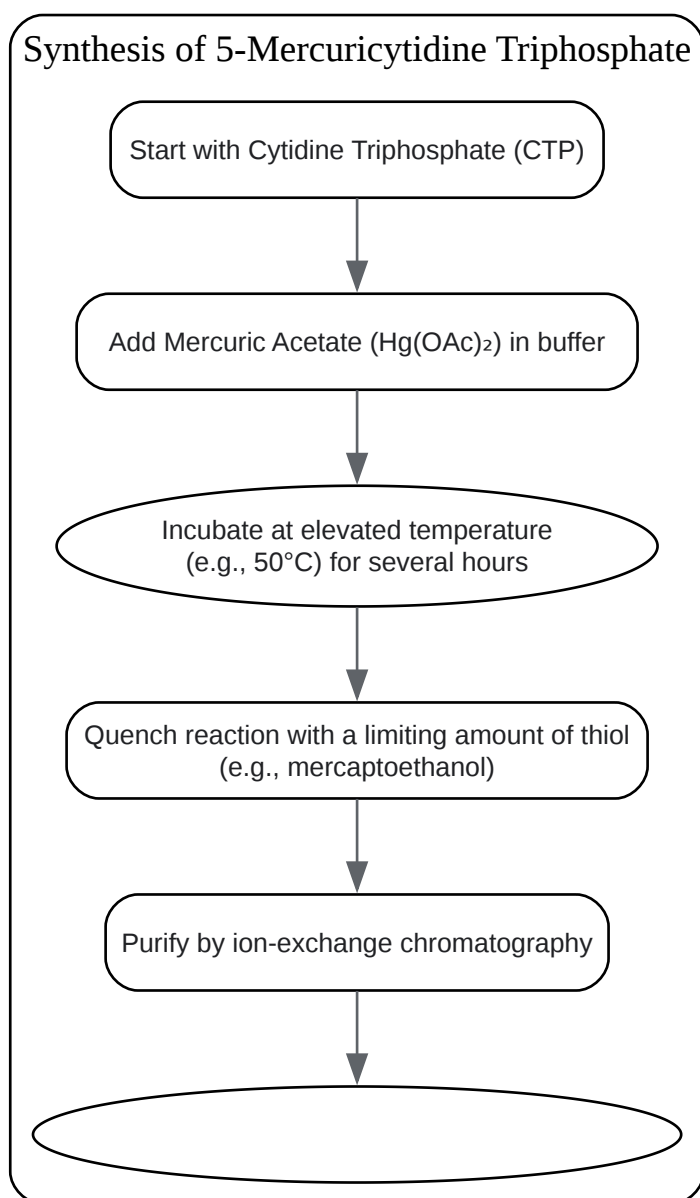 Synthesis of 5-Mercuricytidine Triphosphate
Start with Cytidine Triphosphate (CTP)
Add Mercuric Acetate (Hg(OAc)₂) in buffer
Incubate at elevated temperature
(e.g., 50°C) for several hours
Quench reaction with a limiting amount of thiol
(e.g., mercaptoethanol)
Purify by ion-exchange chromatography